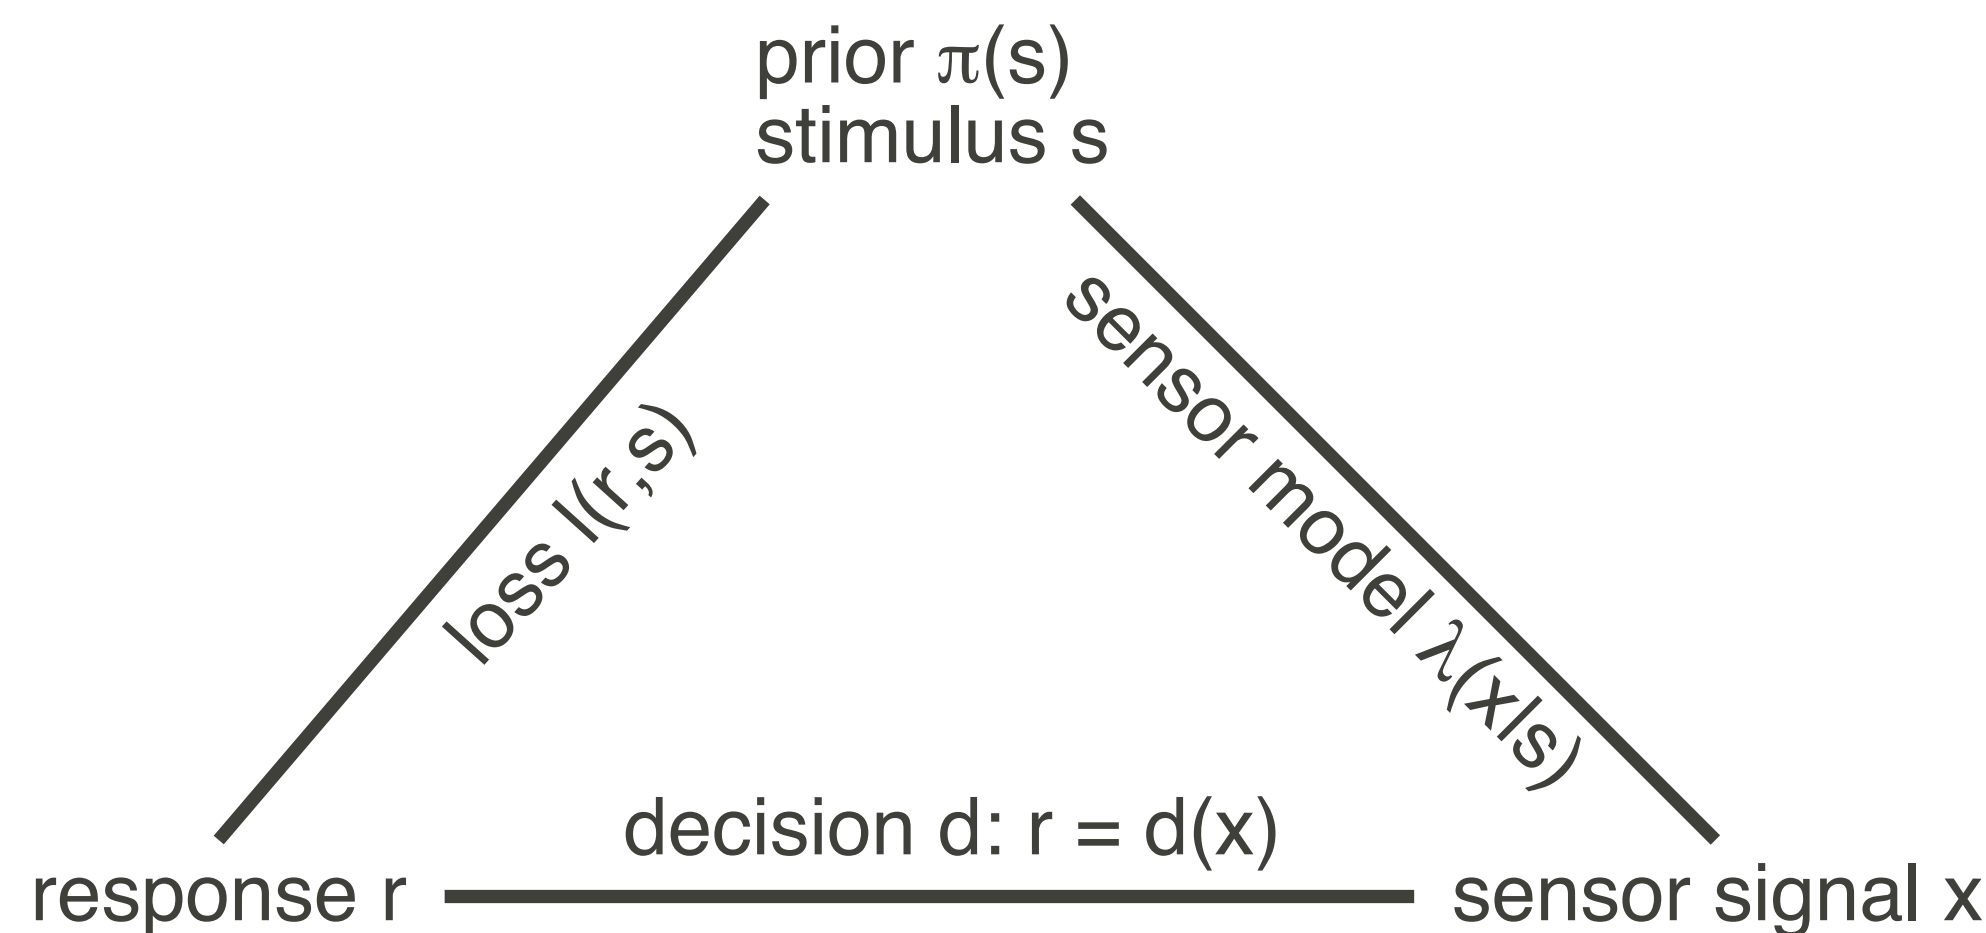 prior π(s)
stimulus s
loss l(r,s)
sensor model λ(x|s)
decision d: r = d(x)
response r
sensor signal x